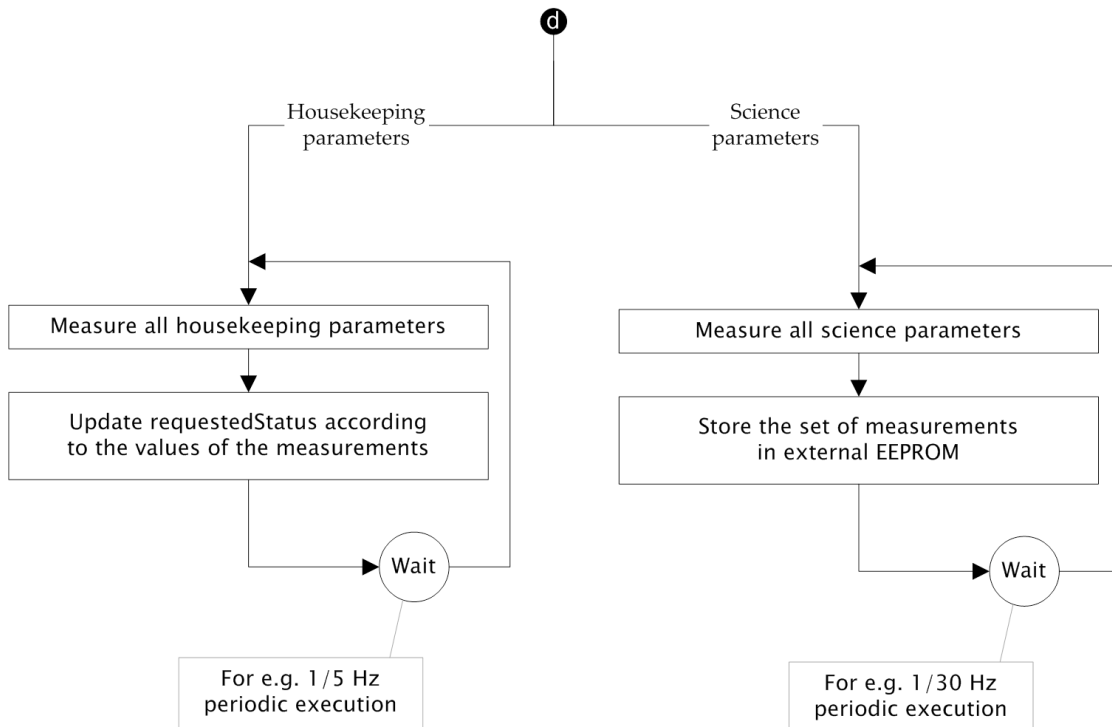 d
Housekeeping
parameters
Science
parameters
Measure all housekeeping parameters
Update requestedStatus according
to the values of the measurements
Wait
For e.g. 1/5 Hz
periodic execution
Measure all science parameters
Store the set of measurements
in external EEPROM
Wait
For e.g. 1/30 Hz
periodic execution